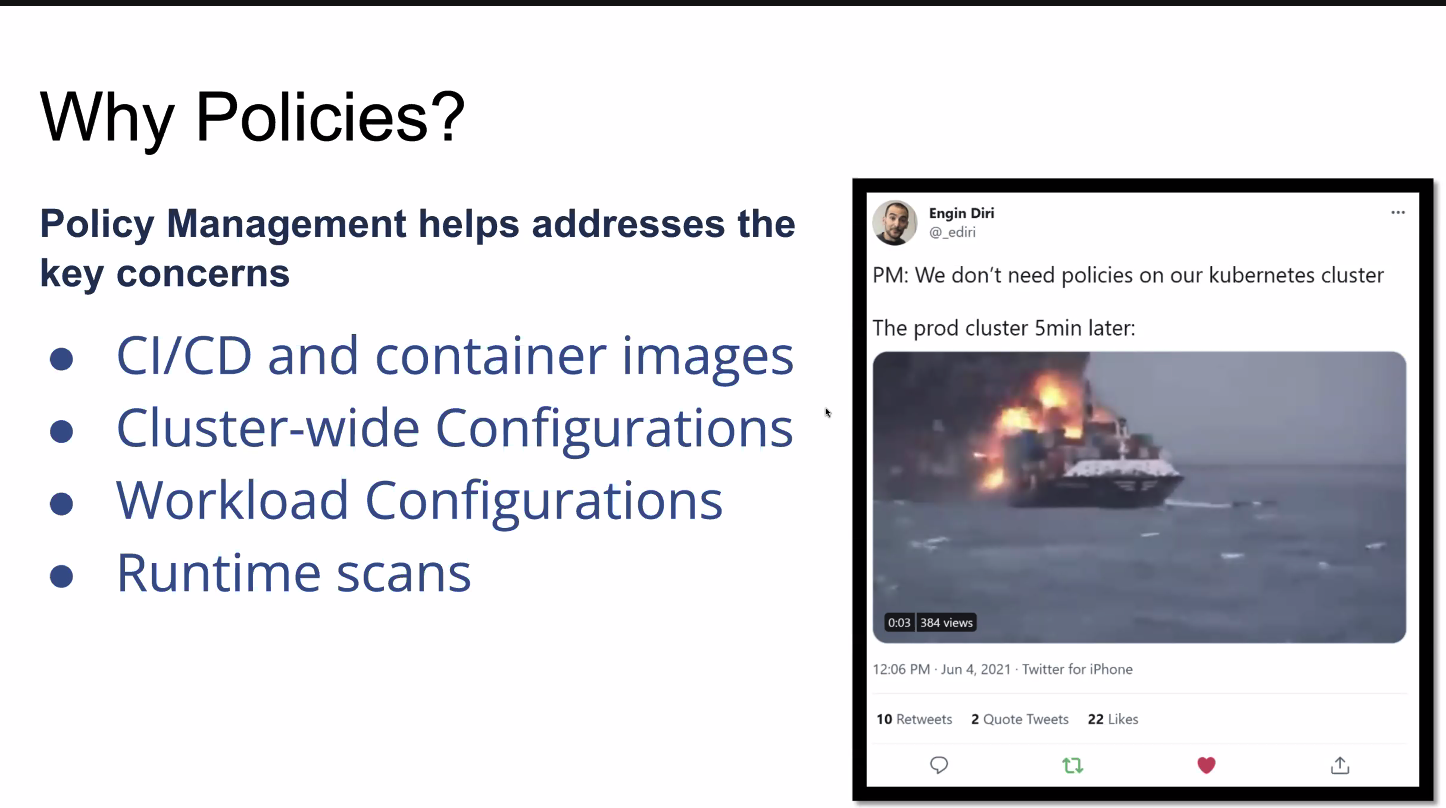 Why Policies?
Policy Management helps addresses the
key concerns
● CI/CD and container images
● Cluster-wide Configurations
● Workload Configurations
● Runtime scans
Engin Diri
@_ediri
PM: We don't need policies on our kubernetes cluster
The prod cluster 5min later:
0:03 384 views
12:06 PM · Jun 4, 2021 · Twitter for iPhone
10 Retweets 2 Quote Tweets 22 Likes